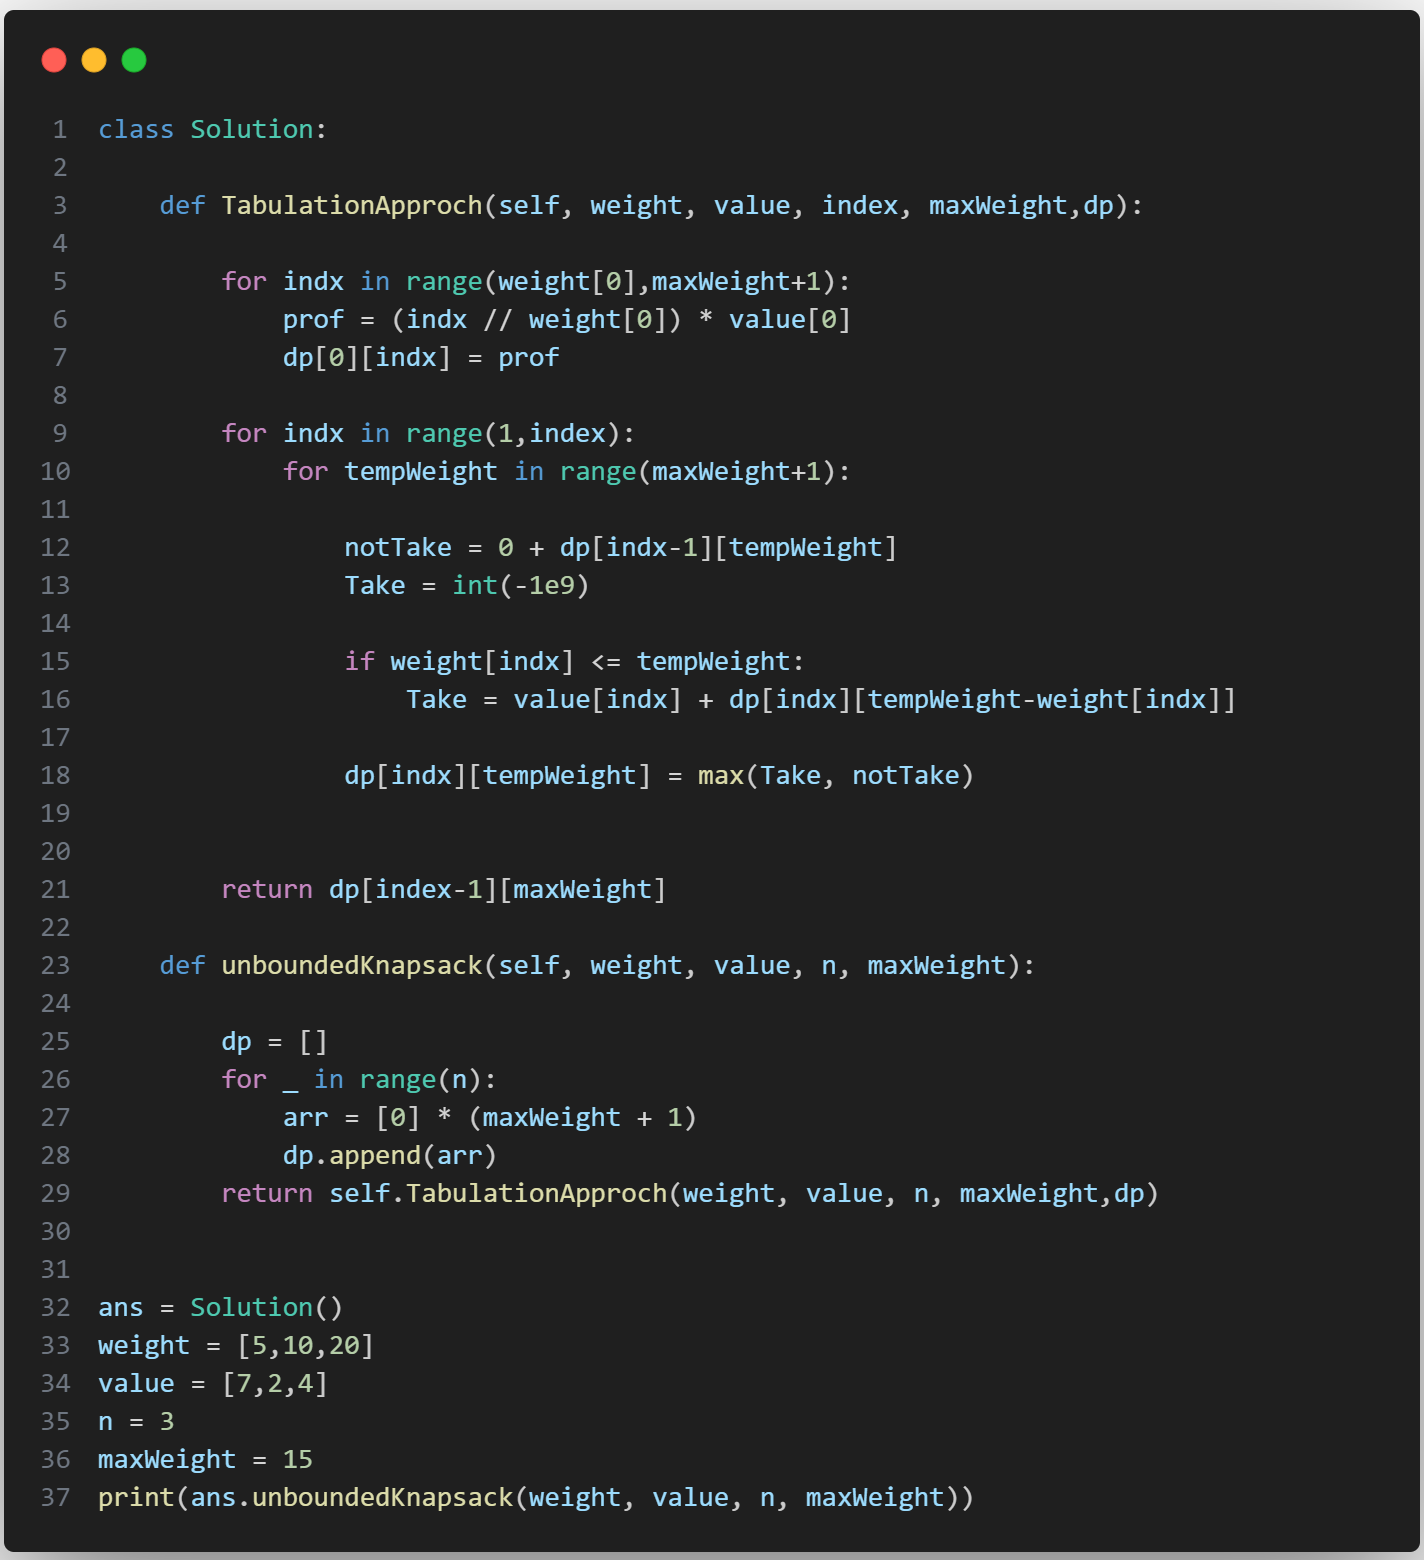 1 class Solution:
2
3     def TabulationApproch(self, weight, value, index, maxWeight,dp):
4
5         for indx in range(weight[0],maxWeight+1):
6             prof = (indx // weight[0]) * value[0]
7             dp[0][indx] = prof
8
9         for indx in range(1,index):
10             for tempWeight in range(maxWeight+1):
11
12                 notTake = 0 + dp[indx-1][tempWeight]
13                 Take = int(-1e9)
14
15                 if weight[indx] <= tempWeight:
16                     Take = value[indx] + dp[indx][tempWeight-weight[indx]]
17
18                 dp[indx][tempWeight] = max(Take, notTake)
19
20
21         return dp[index-1][maxWeight]
22
23     def unboundedKnapsack(self, weight, value, n, maxWeight):
24
25         dp = []
26         for _ in range(n):
27             arr = [0] * (maxWeight + 1)
28             dp.append(arr)
29         return self.TabulationApproch(weight, value, n, maxWeight,dp)
30
31
32 ans = Solution()
33 weight = [5,10,20]
34 value = [7,2,4]
35 n = 3
36 maxWeight = 15
37 print(ans.unboundedKnapsack(weight, value, n, maxWeight))